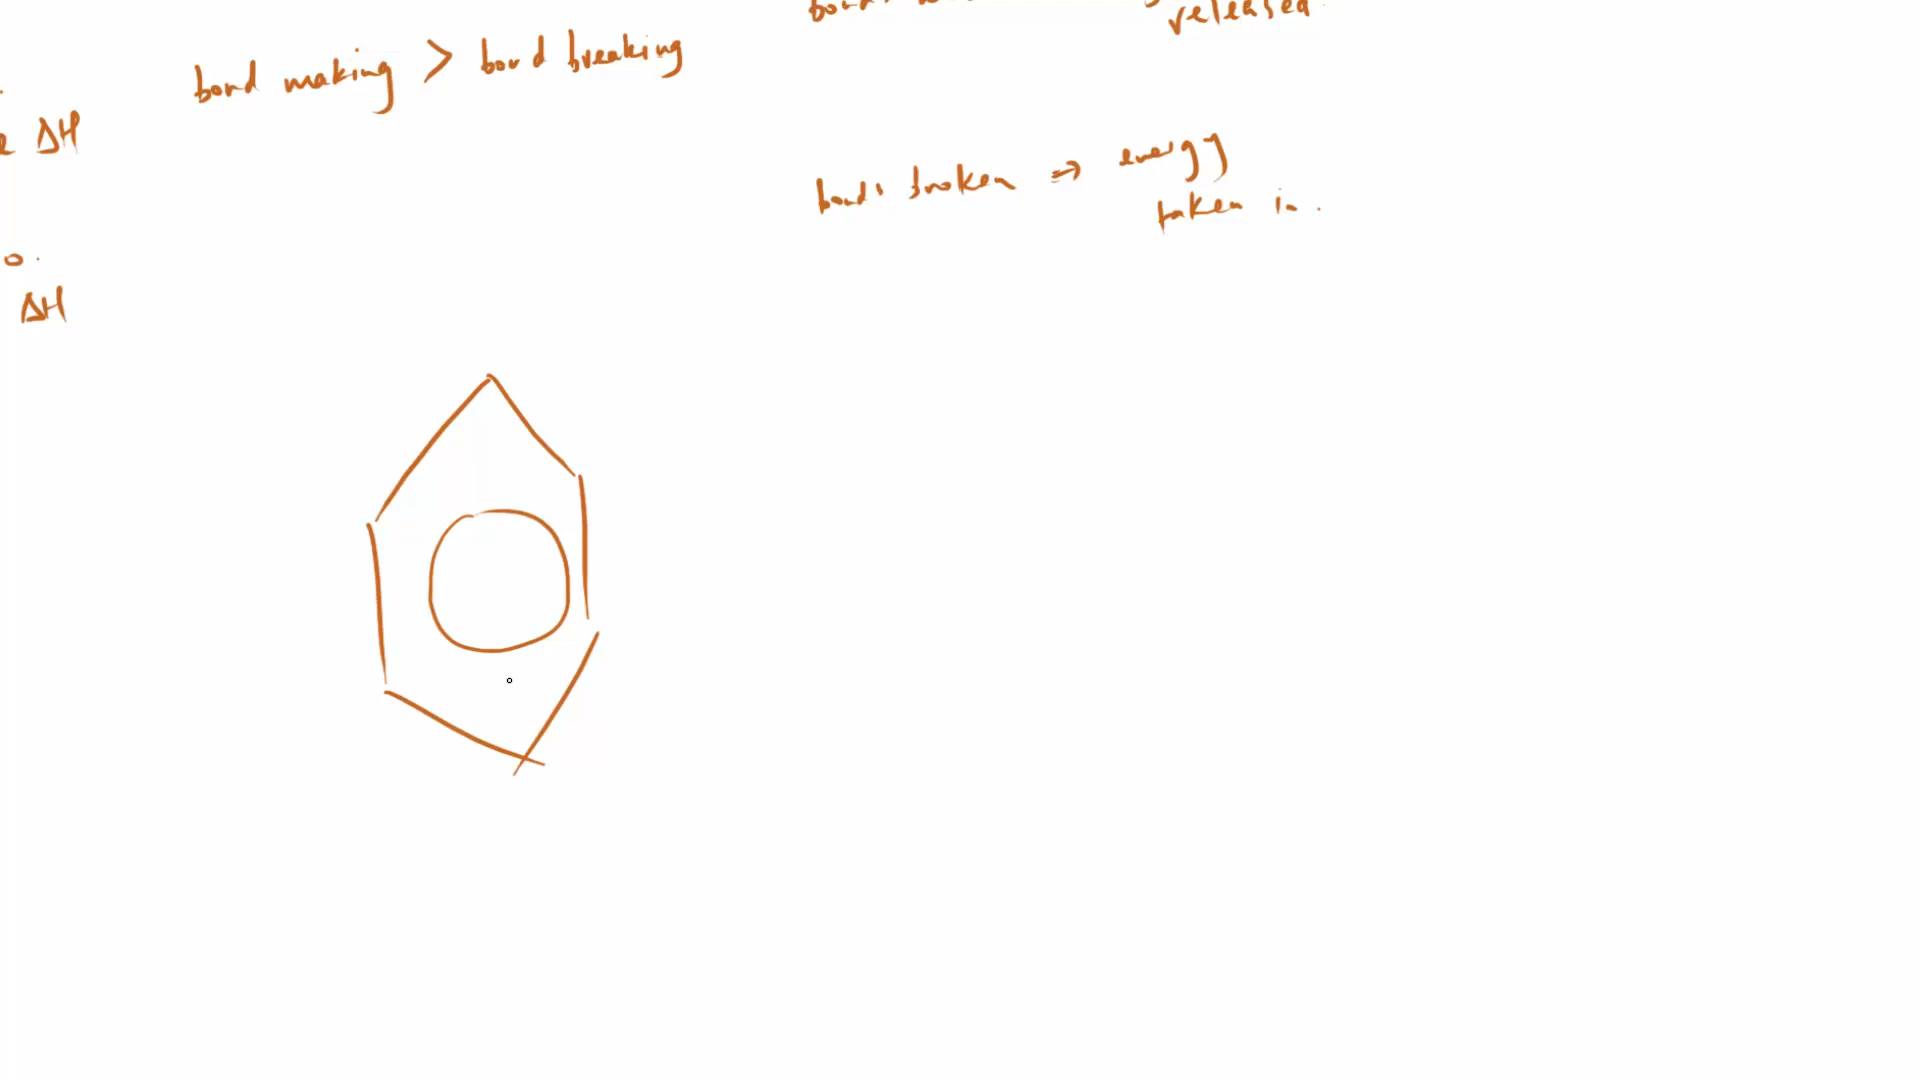 released.
bond making > bond breaking
ΔH
bonds broken ⇒ energy
taken in.
ΔH